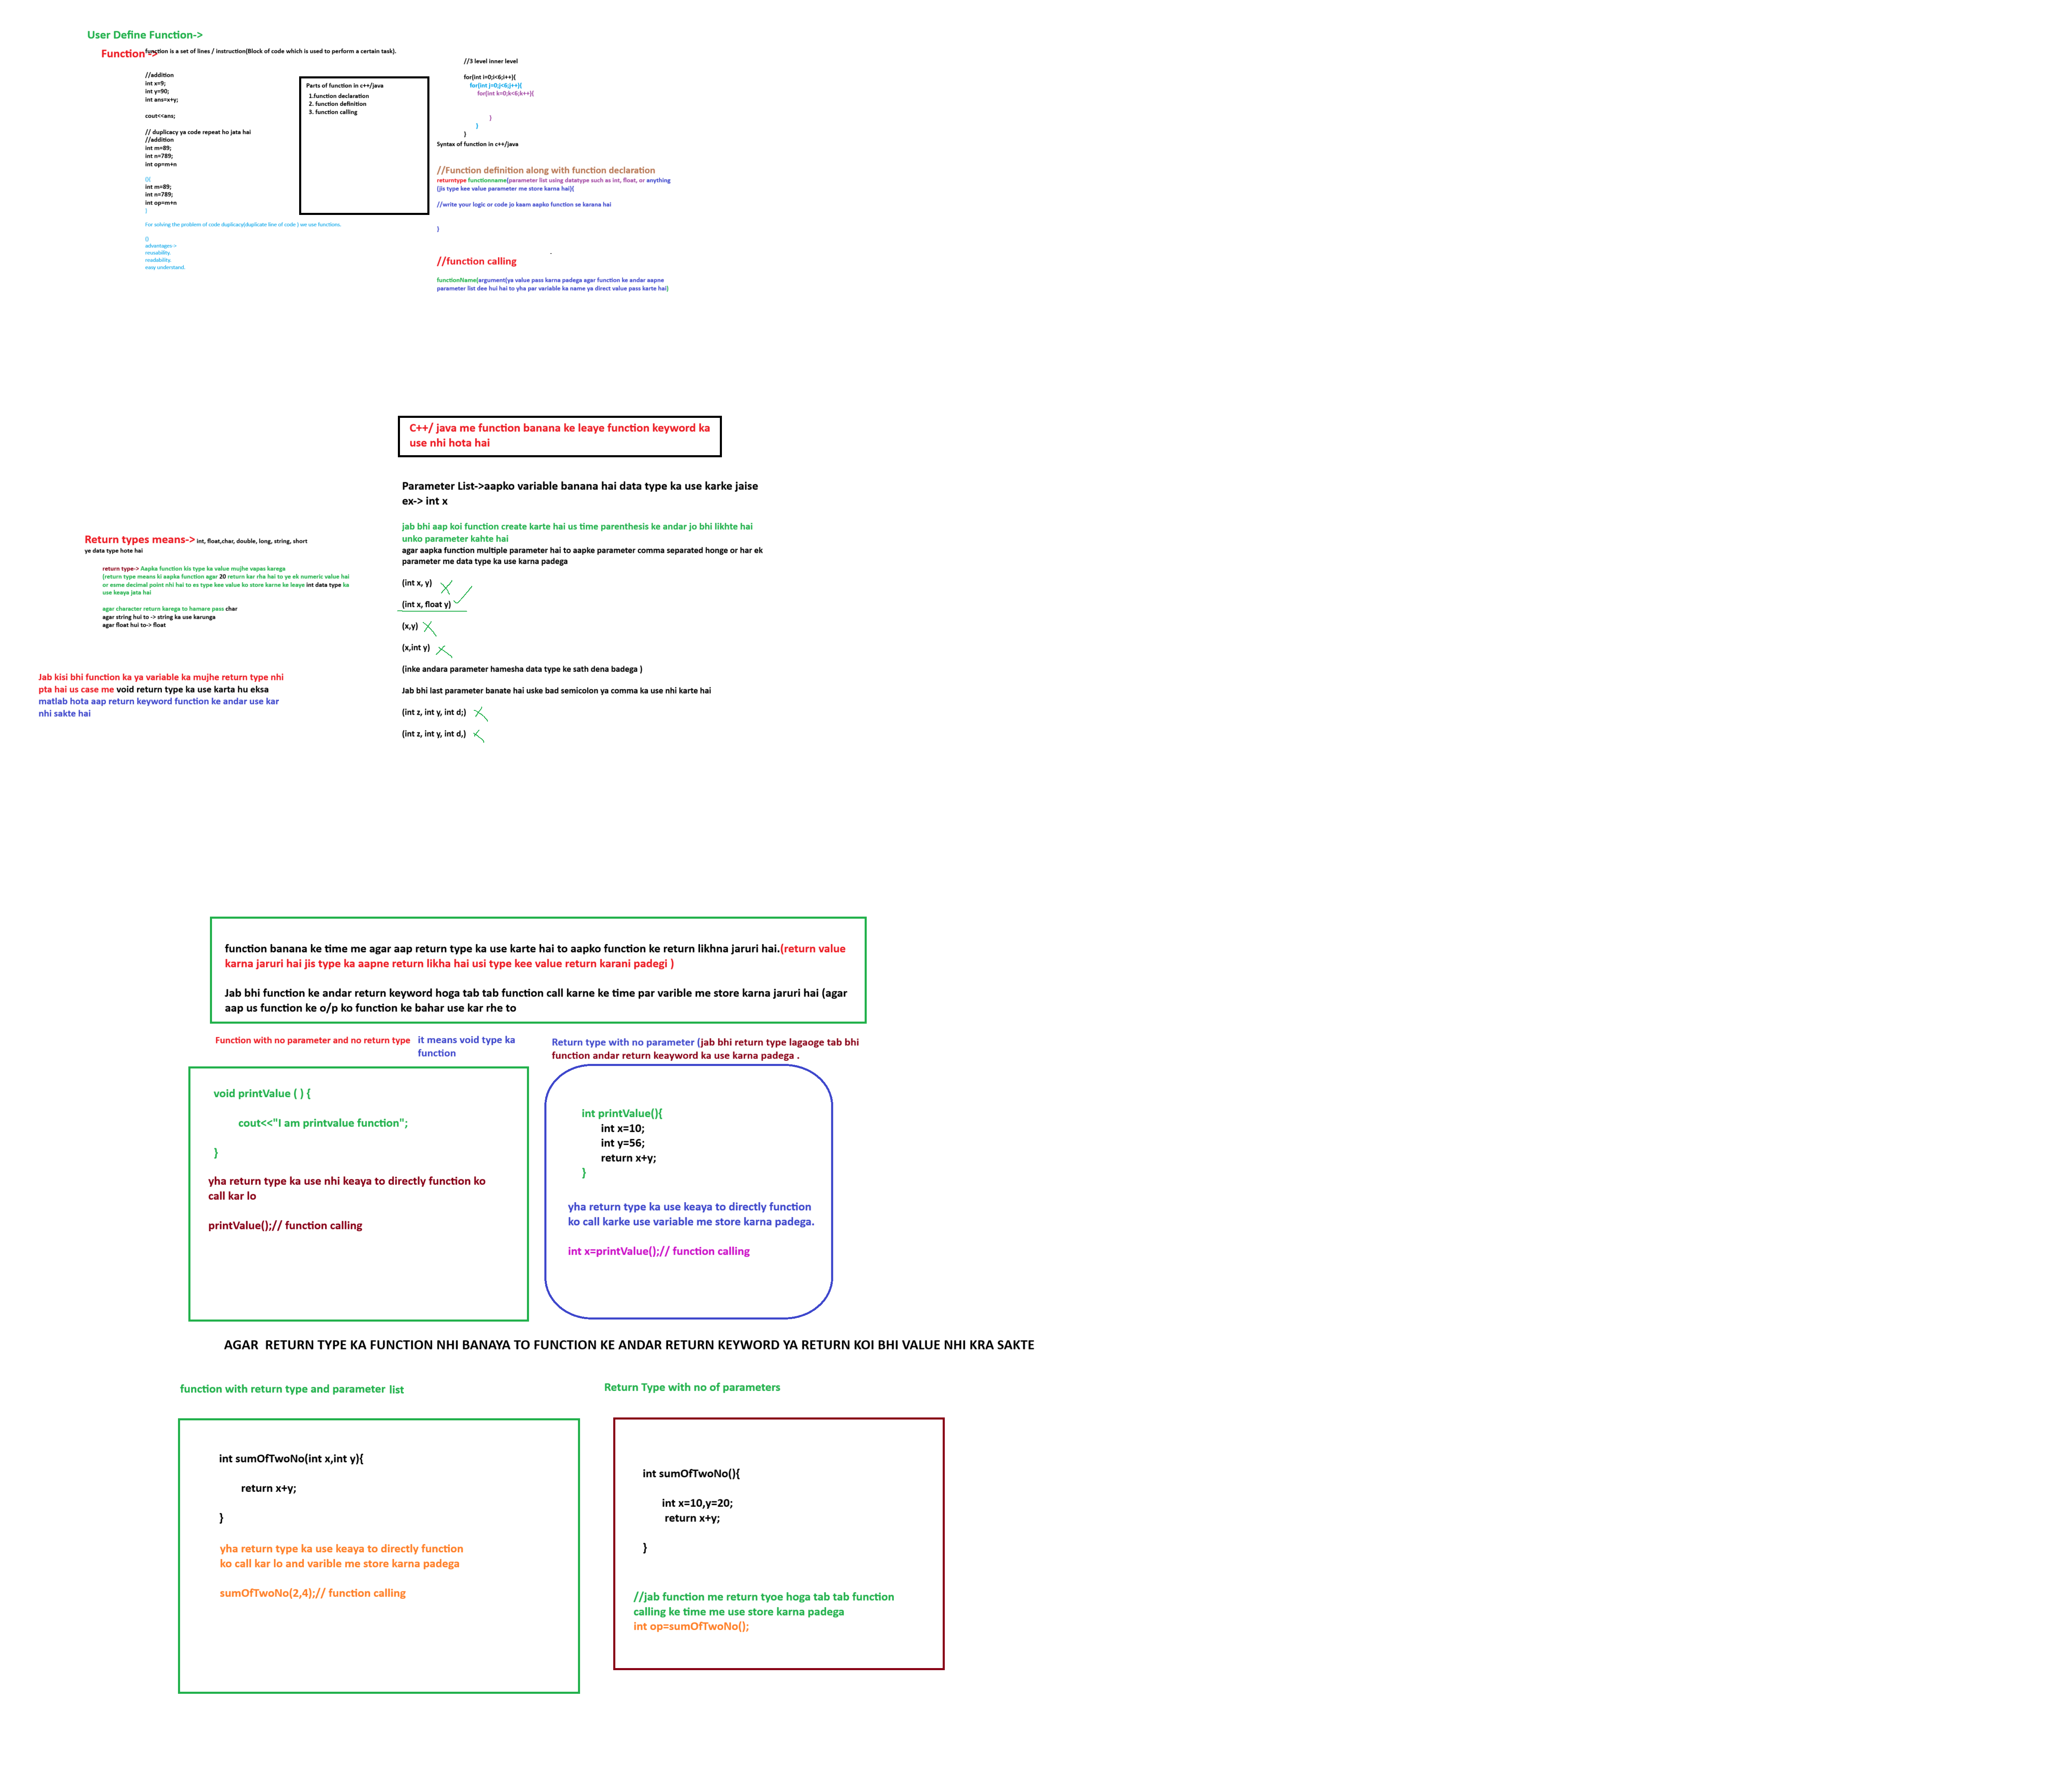 User Define Function->
Function ->
function is a set of lines / instruction(Block of code which is used to perform a certain task).
//addition
int x=9;
int y=90;
int ans=x+y;
cout<<ans;
// duplicacy ya code repeat ho jata hai
//addition
int m=89;
int n=789;
int op=m+n
(){
int m=89;
int n=789;
int op=m+n
}
For solving the problem of code duplicacy(duplicate line of code ) we use functions.
()
advantages >
reusability.
readability.
easy understand.
Parts of function in c++/java
1.function declaration
2. function definition
3. function calling
//3 level inner level
for(int i=0;i<6;i++){
for(int j=0;j<6;j++){
for(int k=0;k<6;k++){
}
}
}
Syntax of function in c++/java
//Function definition along with function declaration
returntype functionname(parameter list using datatype such as int, float, or anything
(jis type kee value parameter me store karna hai){
//write your logic or code jo kaam aapko function se karana hai
}
//function calling
functionName(argument(ya value pass karna padega agar function ke andar aapne
parameter list dee hui hai to yha par variable ka name ya direct value pass karte hai)
C++/ java me function banana ke leaye function keyword ka
use nhi hota hai
Parameter List->aapko variable banana hai data type ka use karke jaise
ex-> int x
jab bhi aap koi function create karte hai us time parenthesis ke andar jo bhi likhte hai
unko parameter kahte hai
agar aapka function multiple parameter hai to aapke parameter comma separated honge or har ek
parameter me data type ka use karna padega
(int x, y)
(int x, float y)
(x,y)
(x,int y)
(inke andara parameter hamesha data type ke sath dena badega )
Jab bhi last parameter banate hai uske bad semicolon ya comma ka use nhi karte hai
(int z, int y, int d;)
(int z, int y, int d,)
Return types means-> int, float,char, double, long, string, short
ye data type hote hai
return type-> Aapka function kis type ka value mujhe vapas karega
(return type means ki aapka function agar 20 return kar rha hai to ye ek numeric value hai
or esme decimal point nhi hai to es type kee value ko store karne ke leaye int data type ka
use keaya jata hai
agar character return karega to hamare pass char
agar string hui to -> string ka use karunga
agar float hui to-> float
Jab kisi bhi function ka ya variable ka mujhe return type nhi
pta hai us case me void return type ka use karta hu eksa
matlab hota aap return keyword function ke andar use kar
nhi sakte hai
function banana ke time me agar aap return type ka use karte hai to aapko function ke return likhna jaruri hai.(return value
karna jaruri hai jis type ka aapne return likha hai usi type kee value return karani padegi )
Jab bhi function ke andar return keyword hoga tab tab function call karne ke time par varible me store karna jaruri hai (agar
aap us function ke o/p ko function ke bahar use kar rhe to
Function with no parameter and no return type it means void type ka
function
void printValue ( ) {
cout<<"I am printvalue function";
}
yha return type ka use nhi keaya to directly function ko
call kar lo
printValue();// function calling
Return type with no parameter (jab bhi return type lagaoge tab bhi
function andar return keayword ka use karna padega .
int printValue(){
int x=10;
int y=56;
return x+y;
}
yha return type ka use keaya to directly function
ko call karke use variable me store karna padega.
int x=printValue();// function calling
AGAR RETURN TYPE KA FUNCTION NHI BANAYA TO FUNCTION KE ANDAR RETURN KEYWORD YA RETURN KOI BHI VALUE NHI KRA SAKTE
function with return type and parameter list
int sumOfTwoNo(int x,int y){
return x+y;
}
yha return type ka use keaya to directly function
ko call kar lo and varible me store karna padega
sumOfTwoNo(2,4);// function calling
Return Type with no of parameters
int sumOfTwoNo(){
int x=10,y=20;
return x+y;
}
//jab function me return tyoe hoga tab tab function
calling ke time me use store karna padega
int op=sumOfTwoNo();